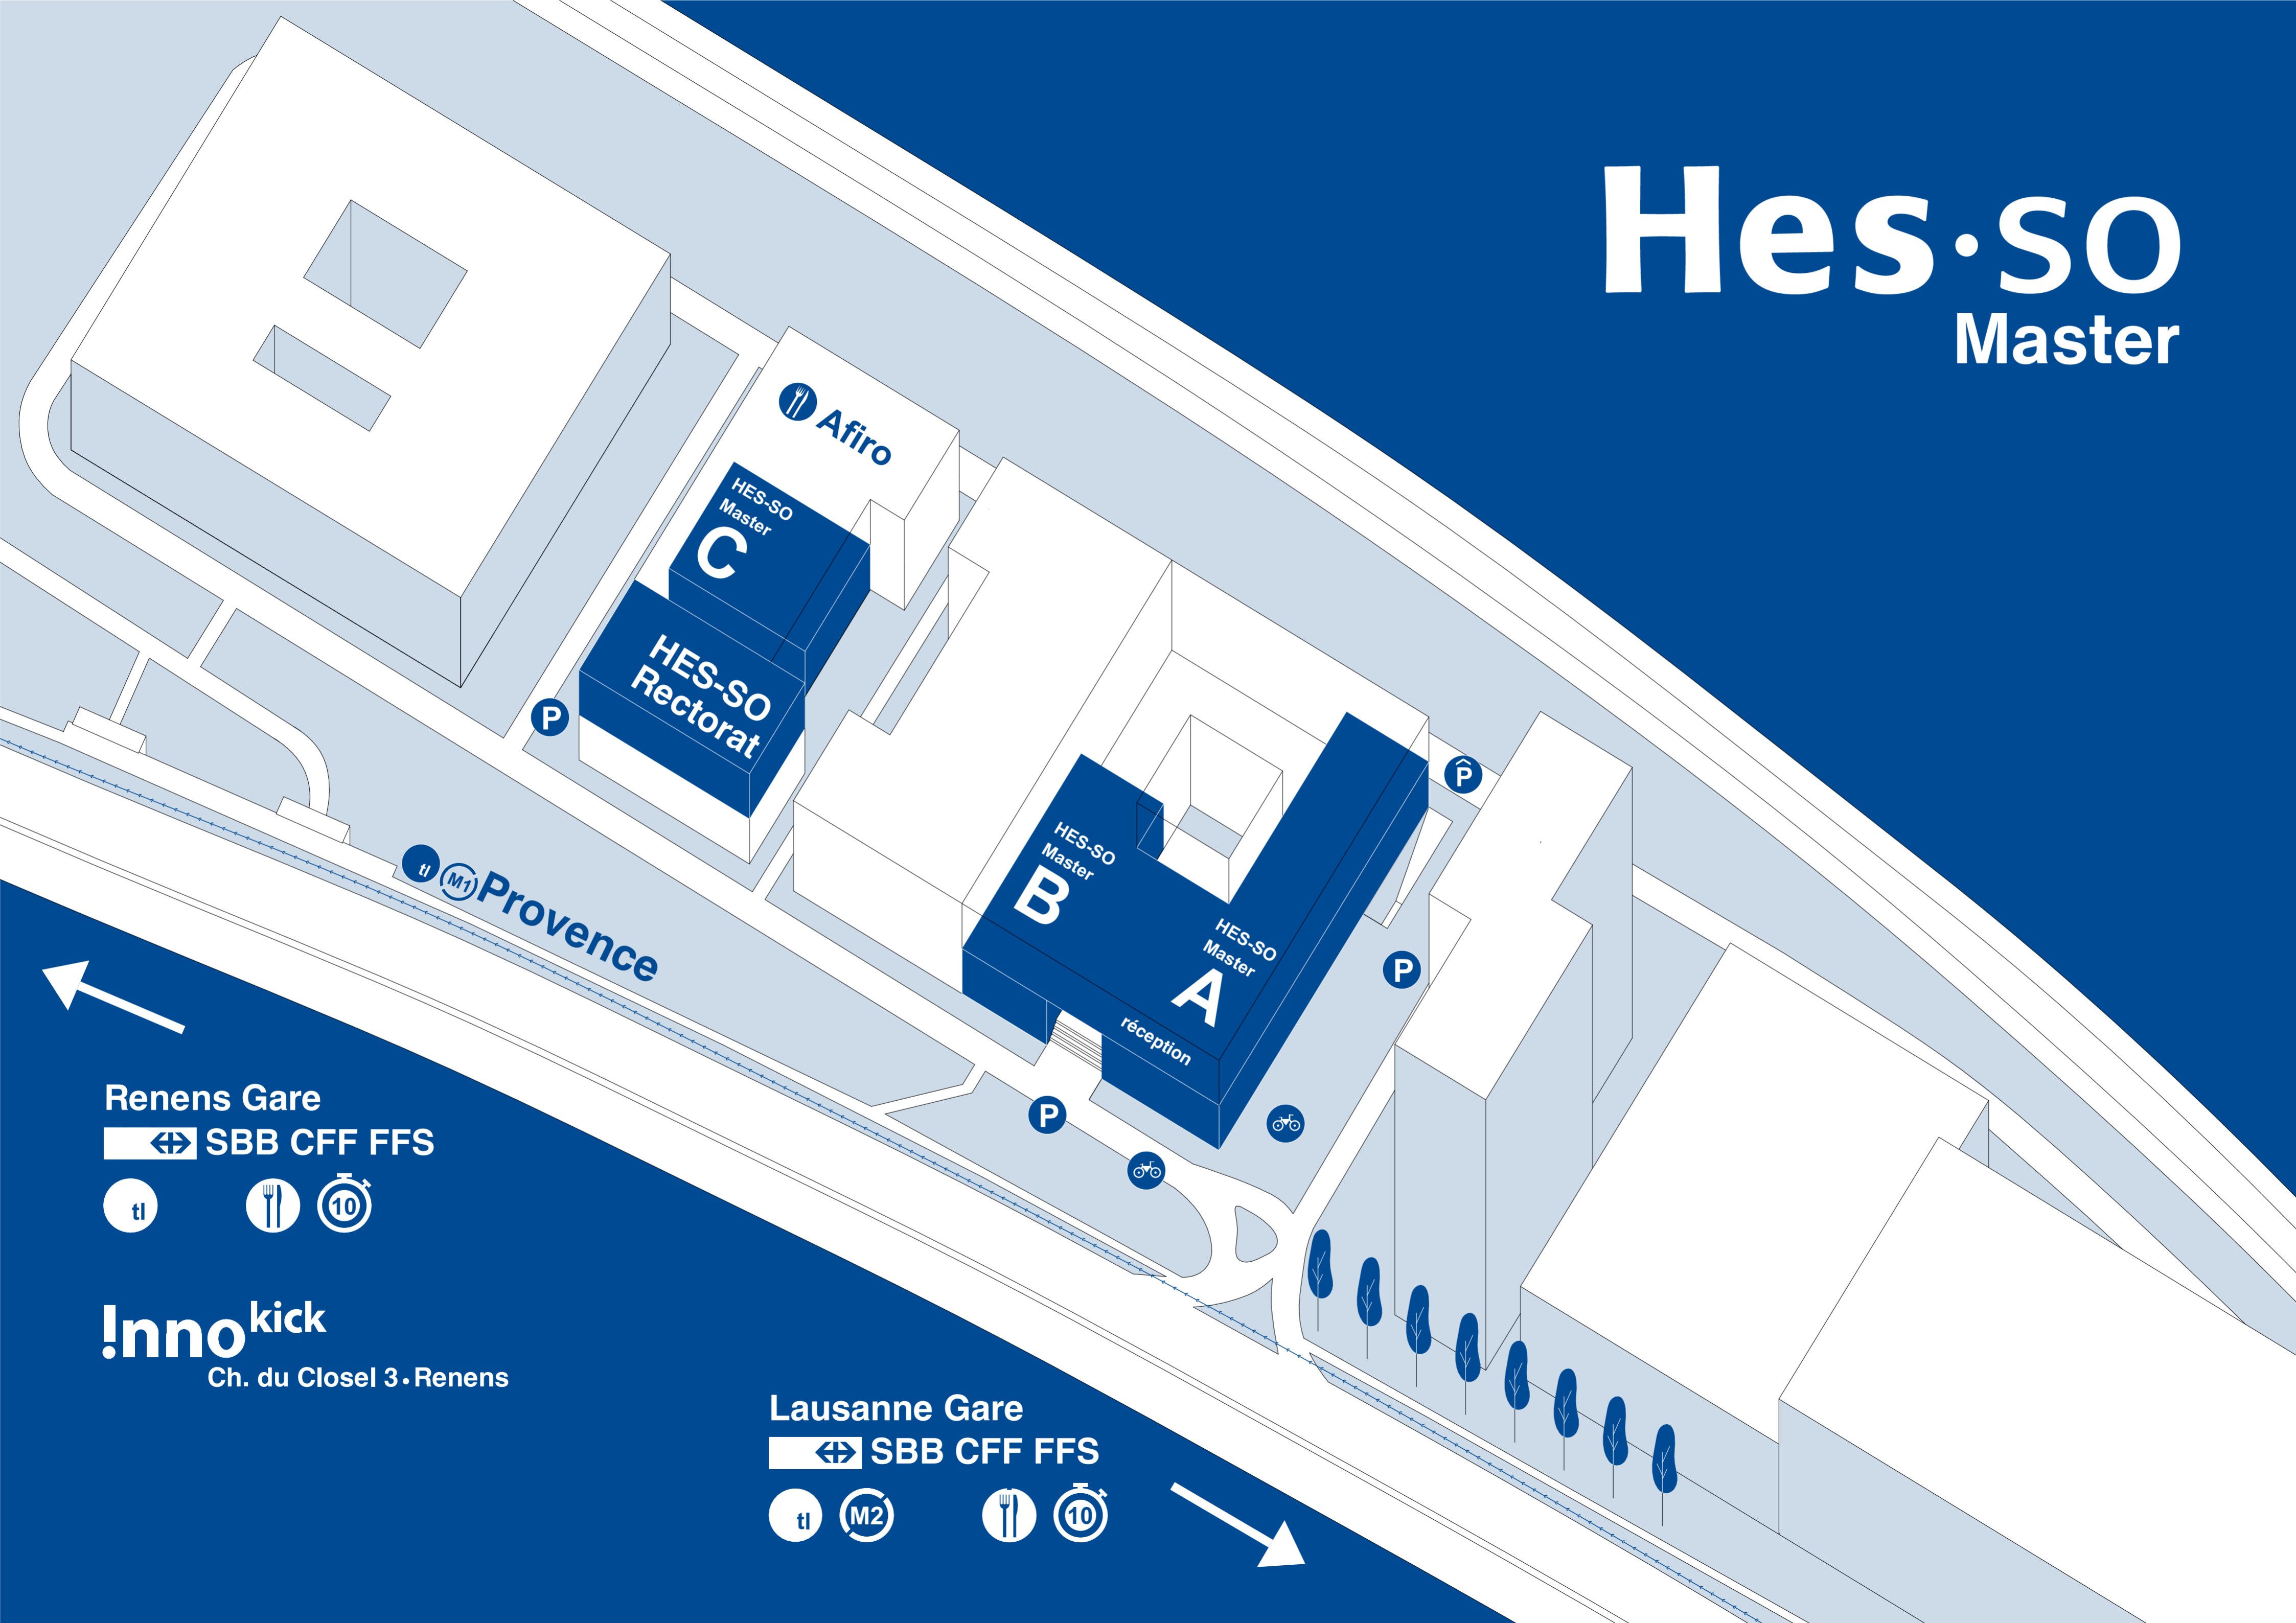 Hes·so
Master
Afiro
HES-SO
Master
C
HES-SO
Rectorat
P
P
HES-SO
Master
B
HES-SO
Master
A
réception
P
P
tl M1 Provence
Renens Gare
SBB CFF FFS
tl 10
Innokick
Ch. du Closel 3 • Renens
Lausanne Gare
SBB CFF FFS
tl M2 10